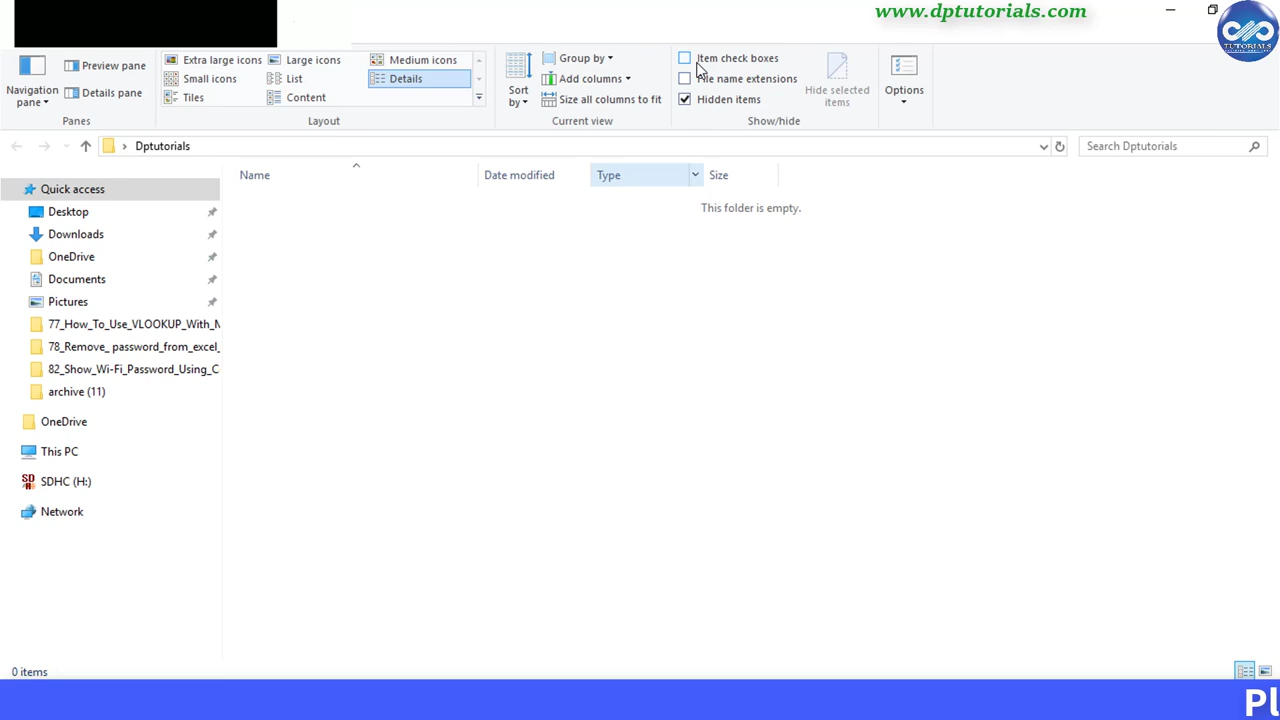 www.dptutorials.com
TUTORIALS
Navigation pane
Preview pane
Details pane
Panes
Extra large icons
Large icons
Medium icons
Small icons
List
Details
Tiles
Content
Layout
Sort by
Group by
Add columns
Size all columns to fit
Current view
Item check boxes
File name extensions
Hidden items
Hide selected items
Show/hide
Options
Dptutorials
Search Dptutorials
Name
Date modified
Type
Size
This folder is empty.
Quick access
Desktop
Downloads
OneDrive
Documents
Pictures
77_How_To_Use_VLOOKUP_With_M
78_Remove_ password_from_excel_
82_Show_Wi-Fi_Password_Using_C
archive (11)
OneDrive
This PC
SDHC (H:)
Network
0 items
Pl